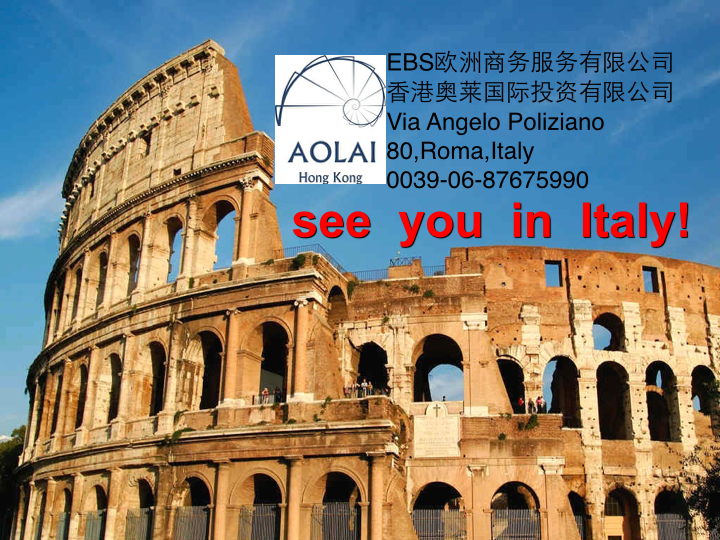 EBS欧洲商务服务有限公司
香港奥莱国际投资有限公司
Via Angelo Poliziano
80,Roma,Italy
0039-06-87675990
AOLAI
Hong Kong
see you in Italy!